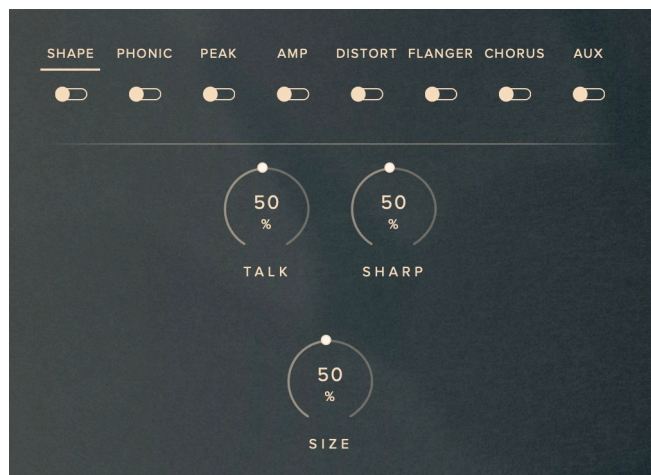 SHAPE PHONIC PEAK AMP DISTORT FLANGER CHORUS AUX
50 50
% %
TALK SHARP
50
%
SIZE